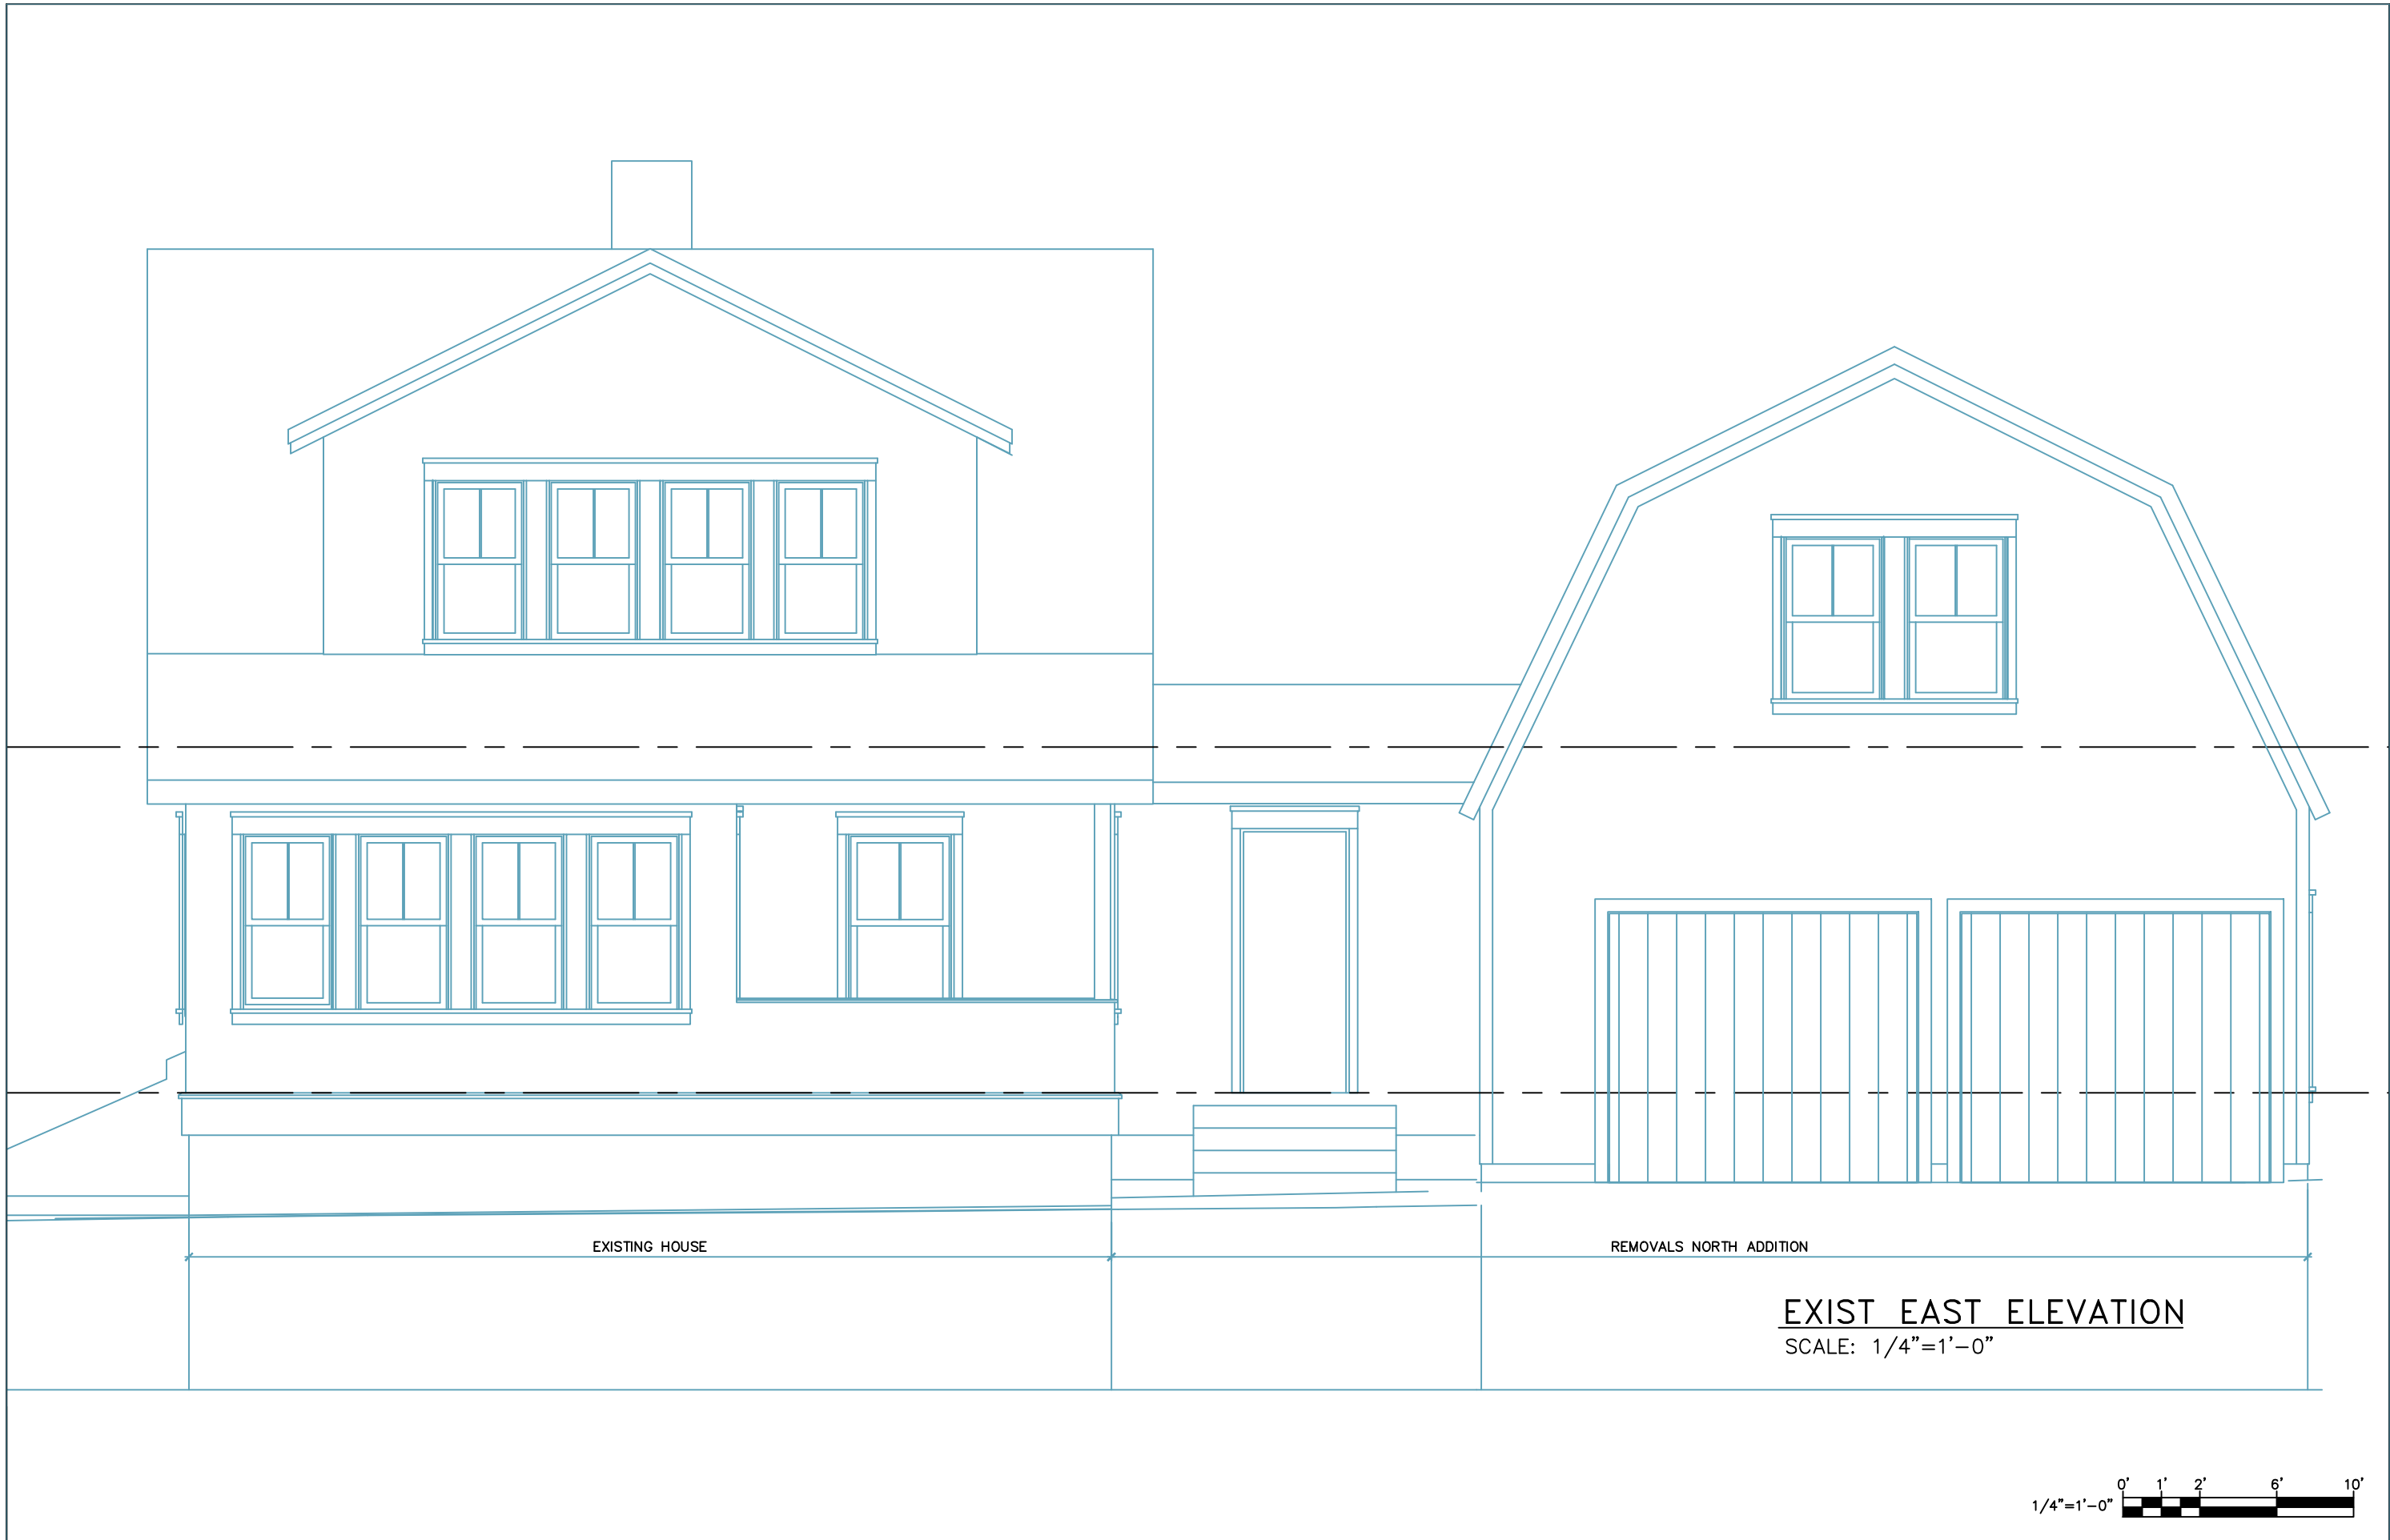 EXISTING HOUSE
REMOVALS NORTH ADDITION
EXIST EAST ELEVATION
SCALE: 1/4"=1'-0"
0' 1' 2' 6' 10'
1/4"=1'-0"